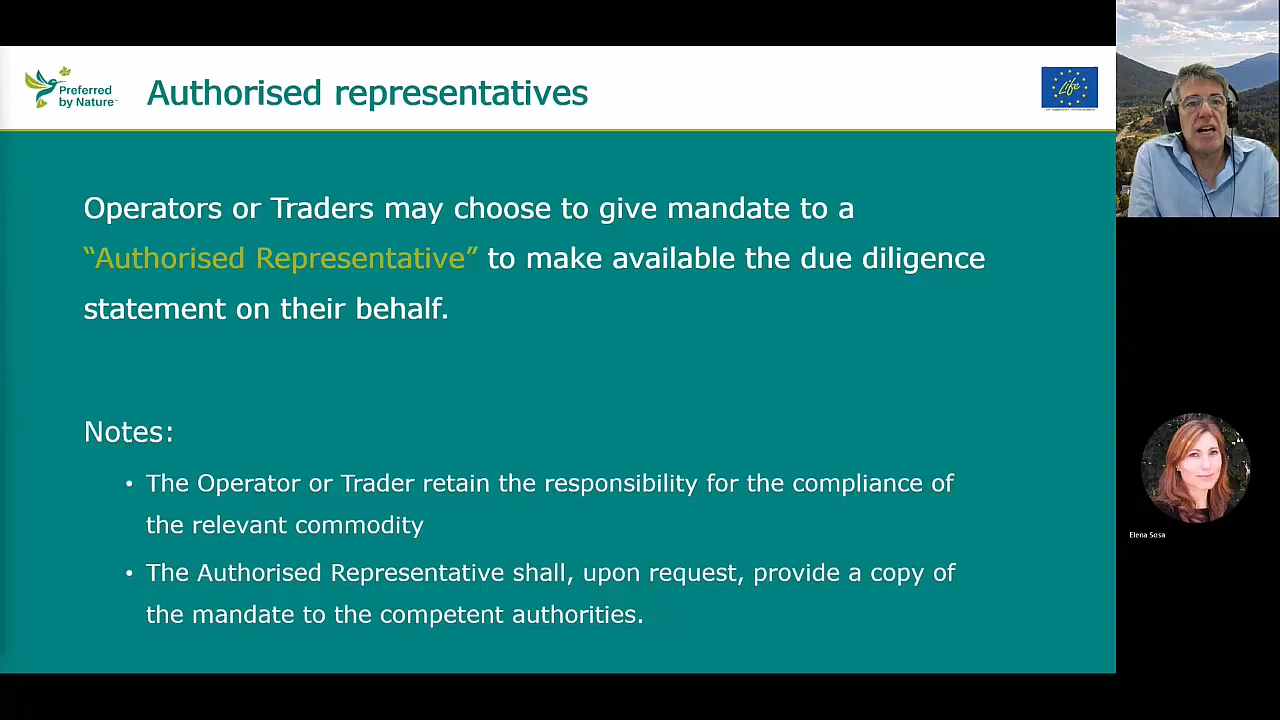 Preferred
by Nature™
Authorised representatives
Life
Operators or Traders may choose to give mandate to a
“Authorised Representative” to make available the due diligence
statement on their behalf.
Notes:
• The Operator or Trader retain the responsibility for the compliance of
the relevant commodity
• The Authorised Representative shall, upon request, provide a copy of
the mandate to the competent authorities.
Elena Sosa